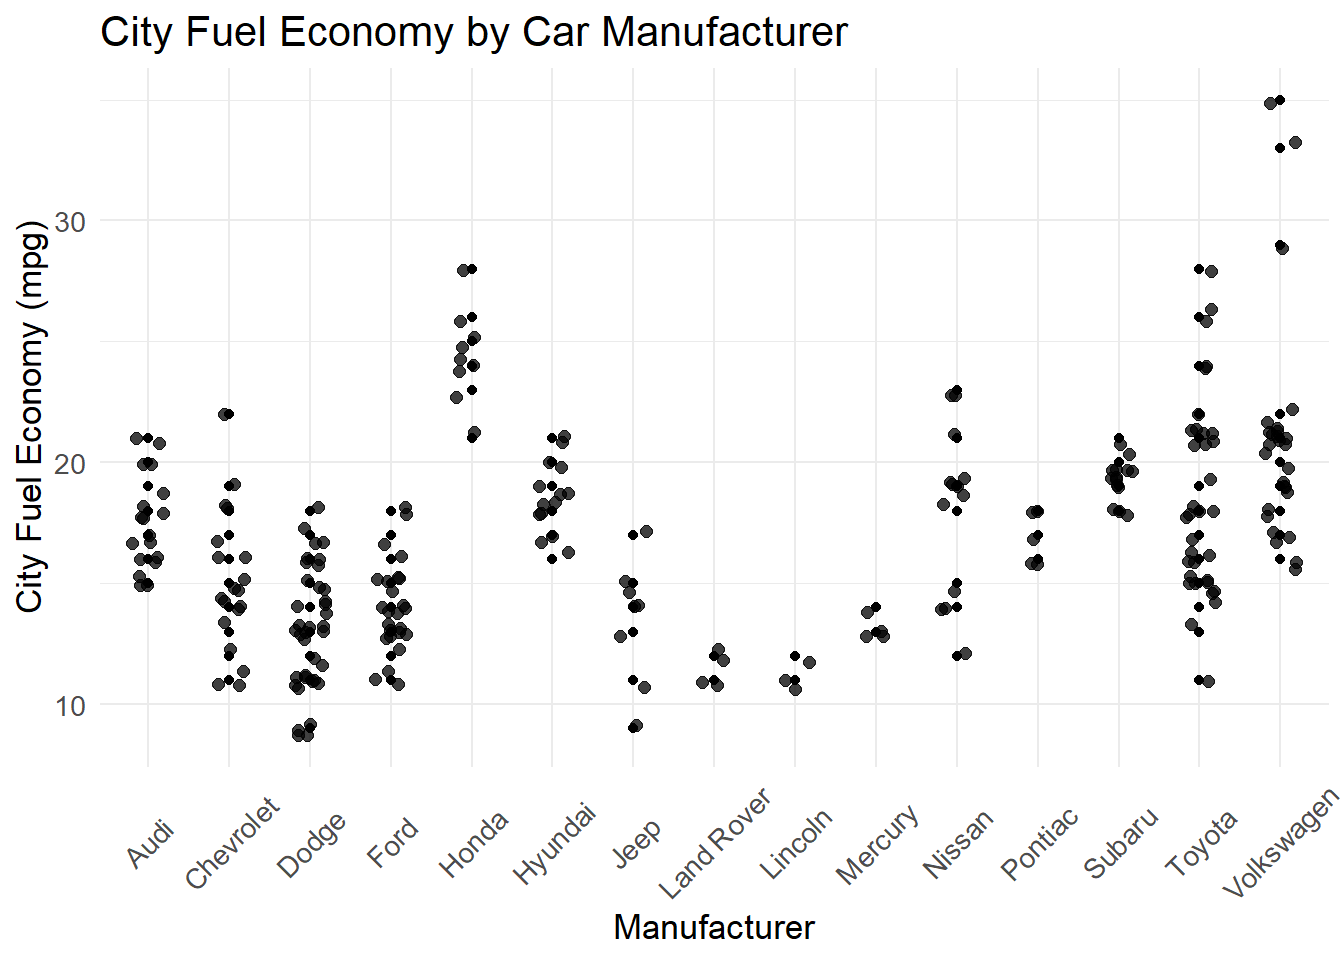 City Fuel Economy by Car Manufacturer
City Fuel Economy (mpg)
30
20
10
Audi
Chevrolet
Dodge
Ford
Honda
Hyundai
Jeep
Land Rover
Lincoln
Mercury
Nissan
Pontiac
Subaru
Toyota
Volkswagen
Manufacturer